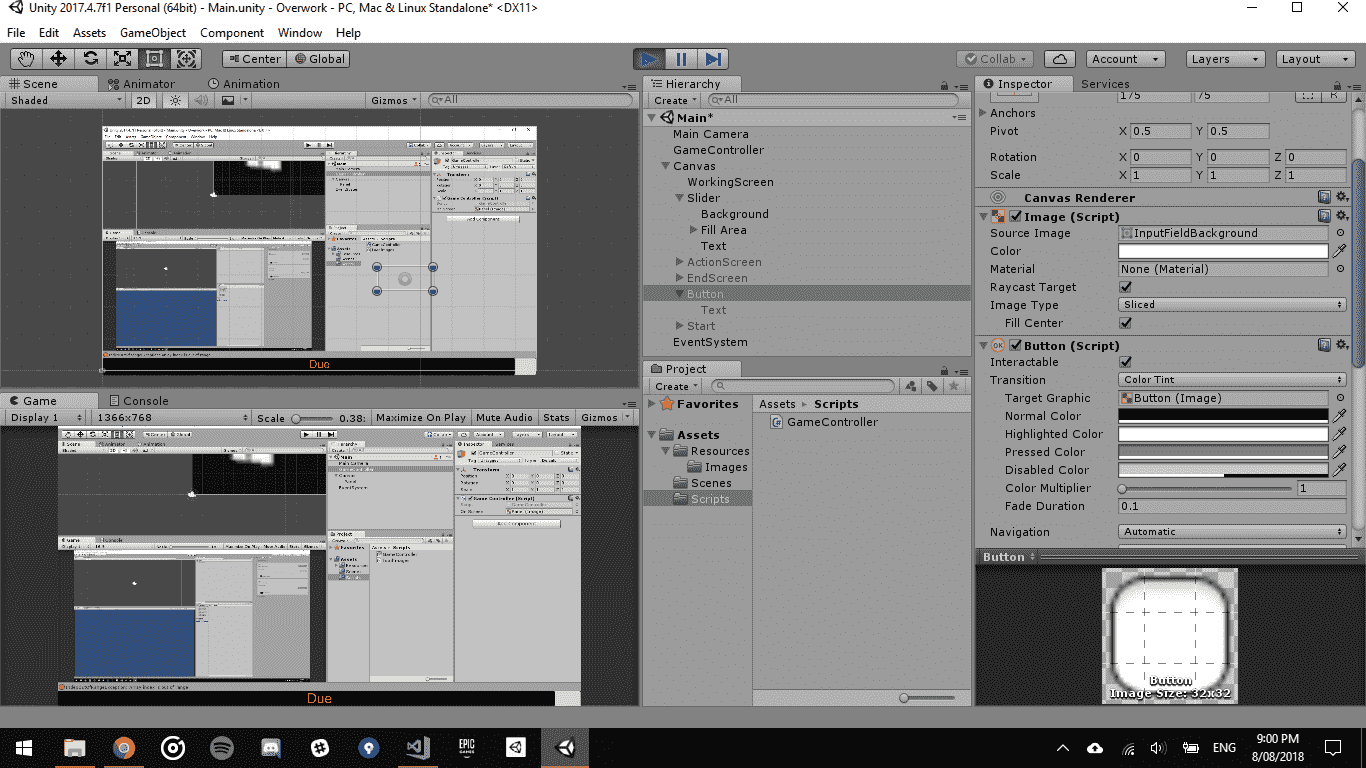 Unity 2017.4.7f1 Personal (64bit) - Main.unity - Overwork - PC, Mac & Linux Standalone* <DX11>
File Edit Assets GameObject Component Window Help
Center Global
Collab Account Layers Layout
Scene Animator Animation
Shaded 2D Gizmos All
Due
Game Console
Display 1 1366x768 Scale 0.38: Maximize On Play Mute Audio Stats Gizmos
Due
Hierarchy
Create All
Main*
Main Camera
GameController
Canvas
WorkingScreen
Slider
Background
Fill Area
Text
ActionScreen
EndScreen
Button
Text
Start
EventSystem
Project
Create
Favorites
Assets
Resources
Images
Scenes
Scripts
Assets Scripts
GameController
Inspector Services
175 75 R
Anchors
Pivot X 0.5 Y 0.5
Rotation X 0 Y 0 Z 0
Scale X 1 Y 1 Z 1
Canvas Renderer
Image (Script)
Source Image InputFieldBackground
Color
Material None (Material)
Raycast Target
Image Type Sliced
Fill Center
OK Button (Script)
Interactable
Transition Color Tint
Target Graphic Button (Image)
Normal Color
Highlighted Color
Pressed Color
Disabled Color
Color Multiplier 1
Fade Duration 0.1
Navigation Automatic
Button
Button
Image Size: 32x32
EPIC GAMES
ENG
9:00 PM
8/08/2018